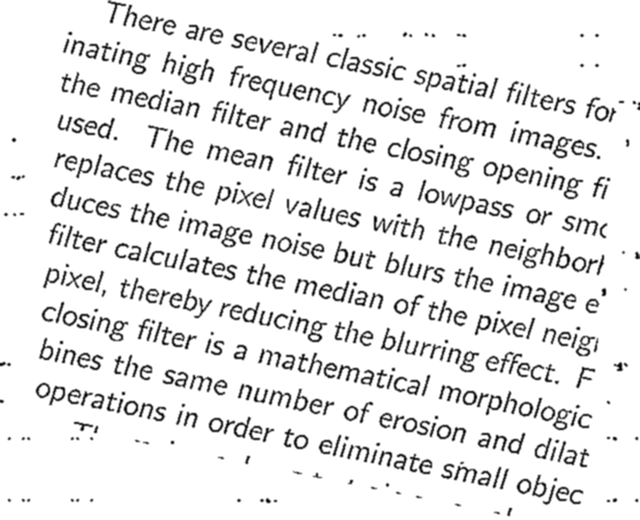 There are several classic spatial filters for
inating high frequency noise from images.
the median filter and the closing opening fi
used. The mean filter is a lowpass or smo
replaces the pixel values with the neighborh
duces the image noise but blurs the image e
filter calculates the median of the pixel neig
pixel, thereby reducing the blurring effect. F
closing filter is a mathematical morphologic
bines the same number of erosion and dilat
operations in order to eliminate small objec